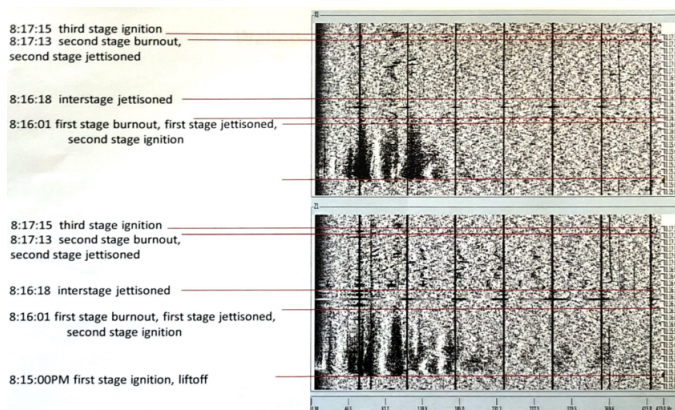 8:17:15 third stage ignition
8:17:13 second stage burnout,
second stage jettisoned
8:16:18 interstage jettisoned
8:16:01 first stage burnout, first stage jettisoned,
second stage ignition
8:17:15 third stage ignition
8:17:13 second stage burnout,
second stage jettisoned
8:16:18 interstage jettisoned
8:16:01 first stage burnout, first stage jettisoned,
second stage ignition
8:15:00PM first stage ignition, liftoff